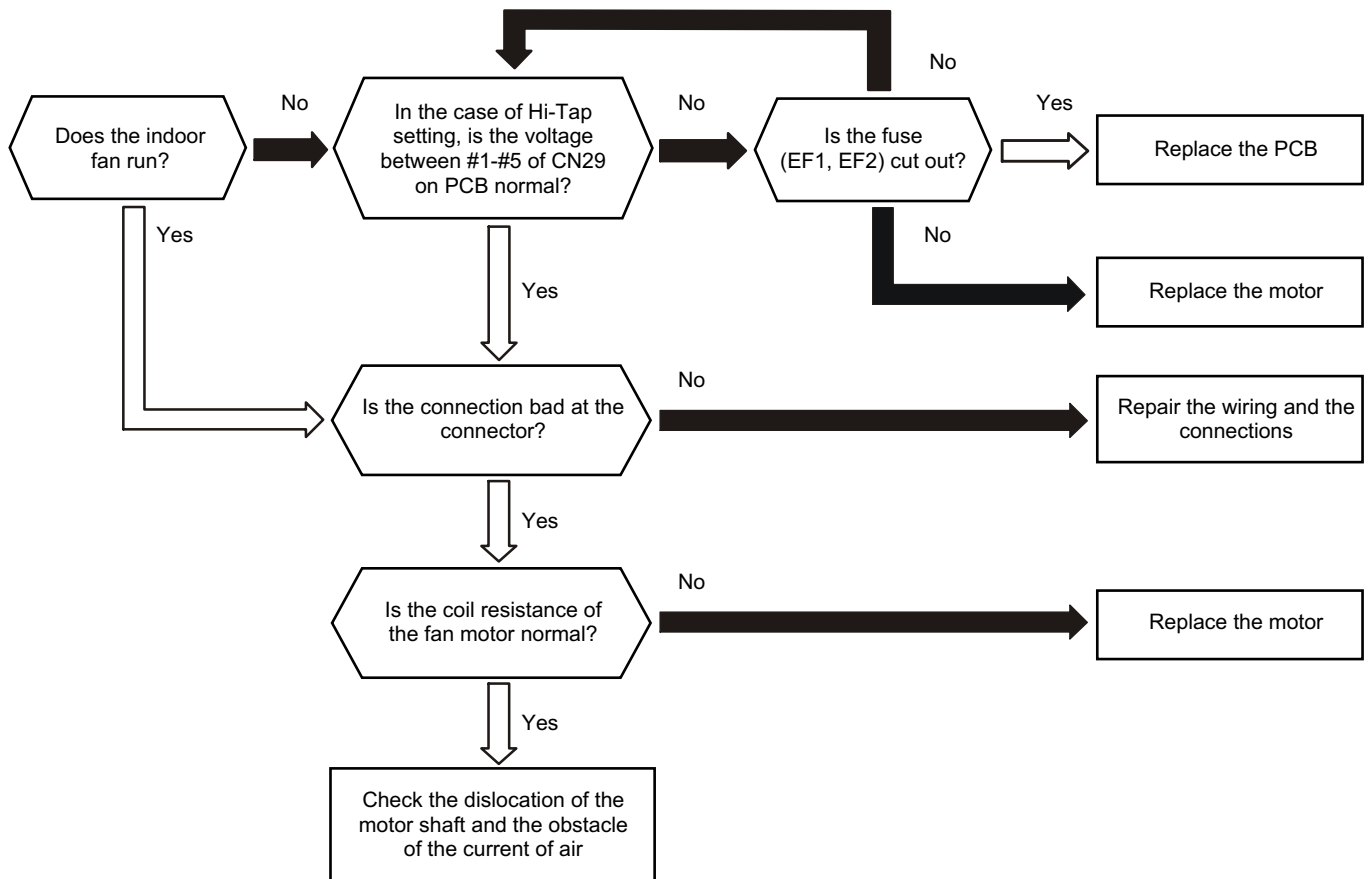 No
Does the indoor
fan run?
No
In the case of Hi-Tap
setting, is the voltage
between #1-#5 of CN29
on PCB normal?
No
Is the fuse
(EF1, EF2) cut out?
Yes
Replace the PCB
Yes
No
Yes
Replace the motor
Is the connection bad at the
connector?
No
Repair the wiring and the
connections
Yes
Is the coil resistance of
the fan motor normal?
No
Replace the motor
Yes
Check the dislocation of the
motor shaft and the obstacle
of the current of air